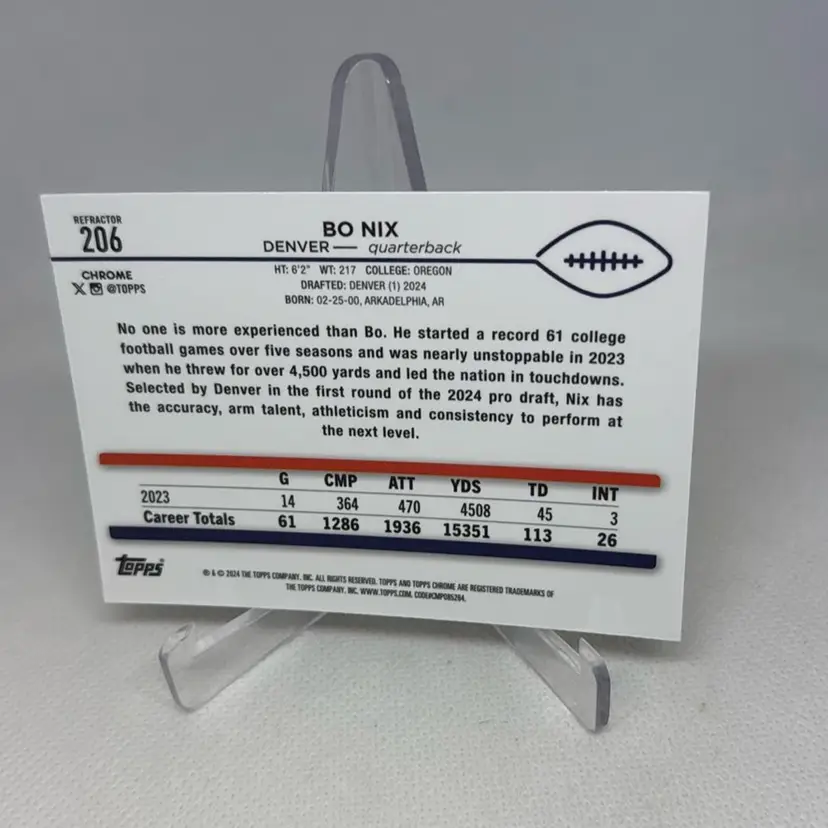 REFRACTOR
206
BO NIX
DENVER — quarterback
CHROME
@TOPPS
HT: 6'2" WT: 217 COLLEGE: OREGON
DRAFTED: DENVER (1) 2024
BORN: 02-25-00, ARKADELPHIA, AR
No one is more experienced than Bo. He started a record 61 college
football games over five seasons and was nearly unstoppable in 2023
when he threw for over 4,500 yards and led the nation in touchdowns.
Selected by Denver in the first round of the 2024 pro draft, Nix has
the accuracy, arm talent, athleticism and consistency to perform at
the next level.
G CMP ATT YDS TD INT
2023 14 364 470 4508 45 3
Career Totals 61 1286 1936 15351 113 26
Topps
® & © 2024 THE TOPPS COMPANY, INC. ALL RIGHTS RESERVED. TOPPS AND TOPPS CHROME ARE REGISTERED TRADEMARKS OF
THE TOPPS COMPANY, INC. WWW.TOPPS.COM. CODE#CMP085284.